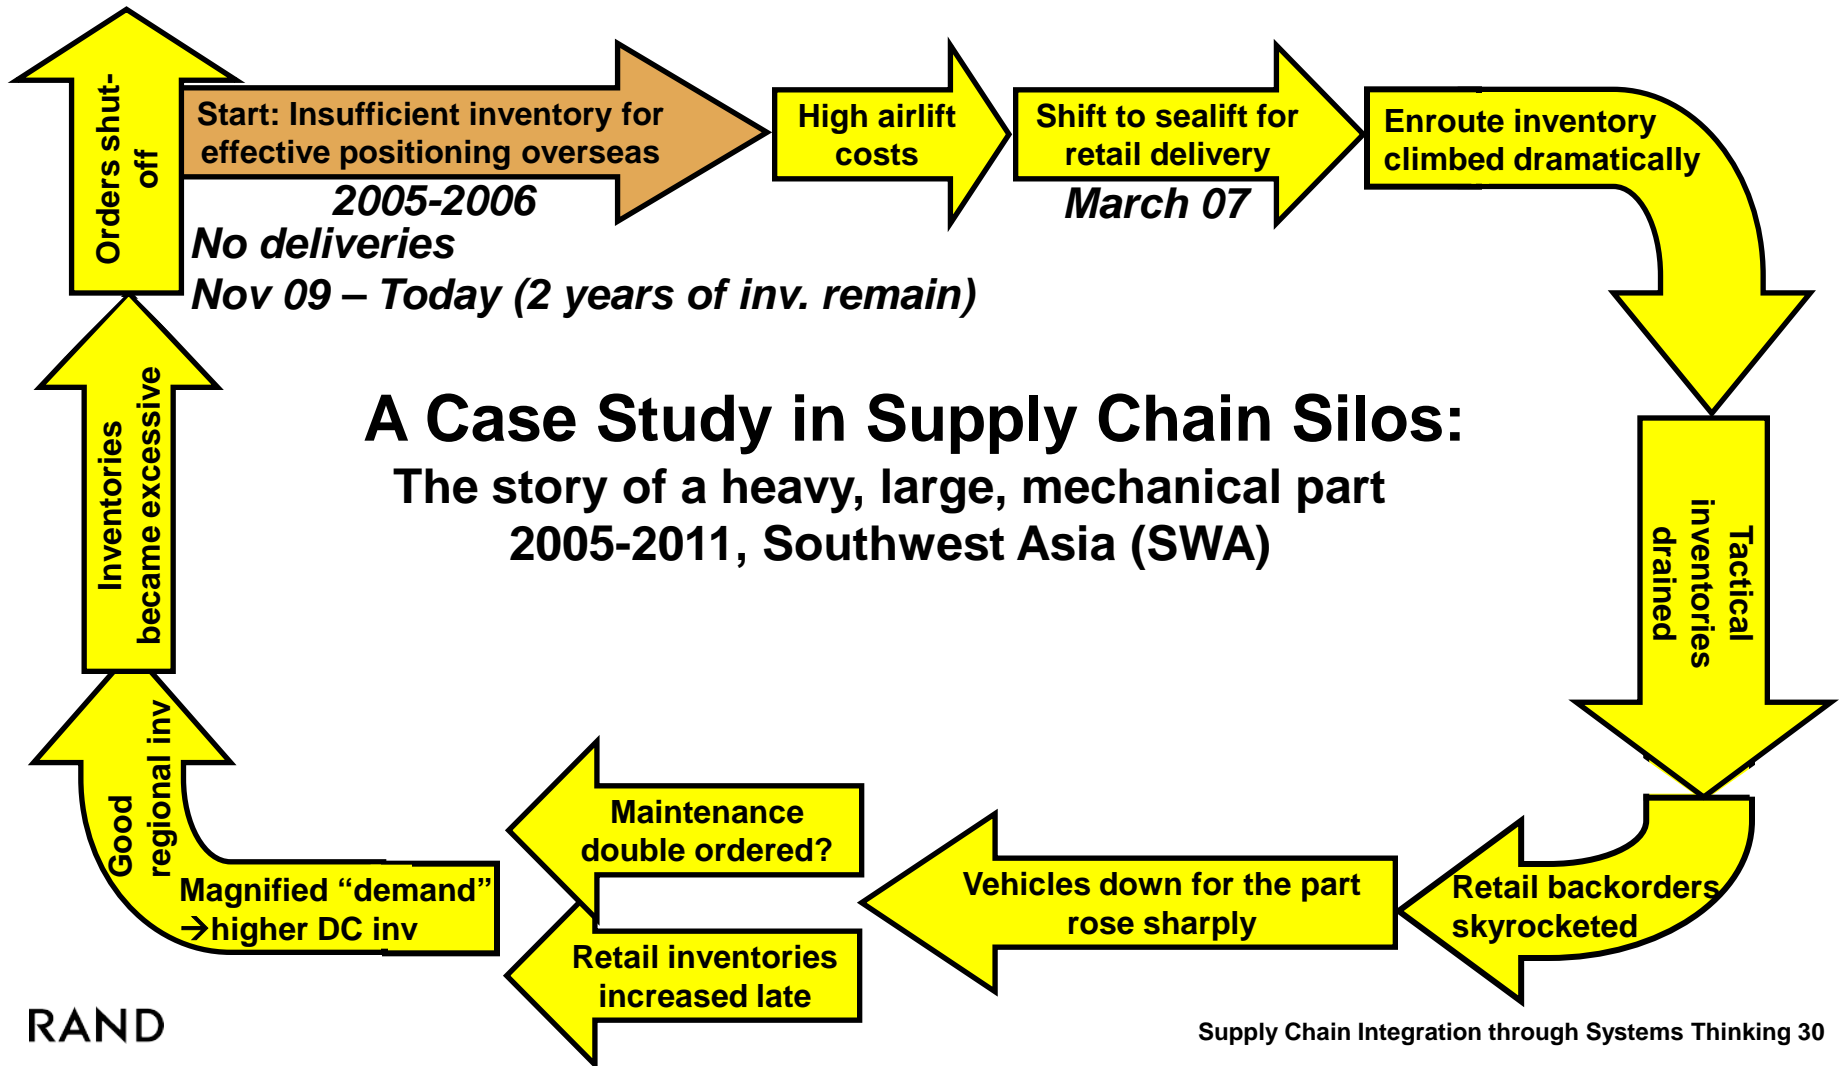 Start: Insufficient inventory for
effective positioning overseas
2005-2006
High airlift
costs
Shift to sealift for
retail delivery
March 07
Enroute inventory
climbed dramatically
Tactical
inventories
drained
Retail backorders
skyrocketed
Vehicles down for the part
rose sharply
Maintenance
double ordered?
Retail inventories
increased late
Magnified “demand”
→higher DC inv
Good
regional inv
Inventories
became excessive
Orders shut-
off
No deliveries
Nov 09 – Today (2 years of inv. remain)
A Case Study in Supply Chain Silos:
The story of a heavy, large, mechanical part
2005-2011, Southwest Asia (SWA)
RAND
Supply Chain Integration through Systems Thinking 30